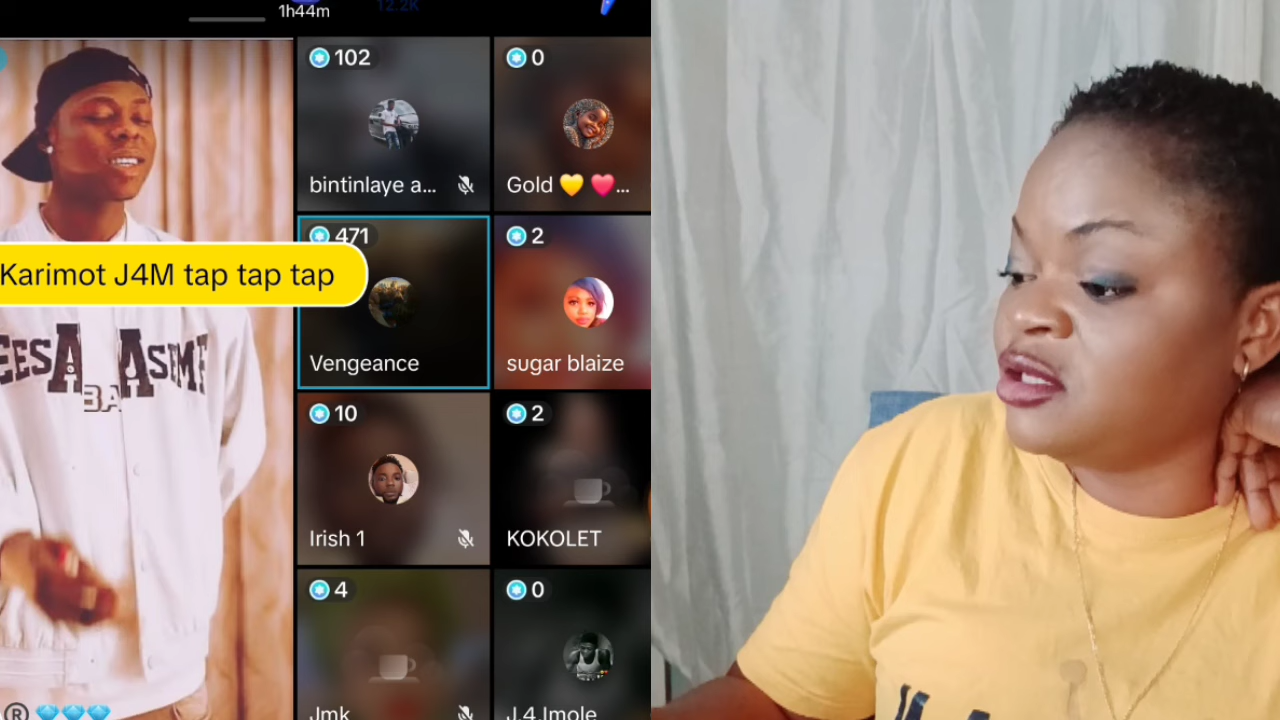 1h44m
12.2K
102
0
bintinlaye a...
Gold 💛 ❤️...
471
2
Karimot J4M tap tap tap
Vengeance
sugar blaize
10
2
Irish 1
KOKOLET
4
0
Jmk
J.4.Imole
® 💎💎💎